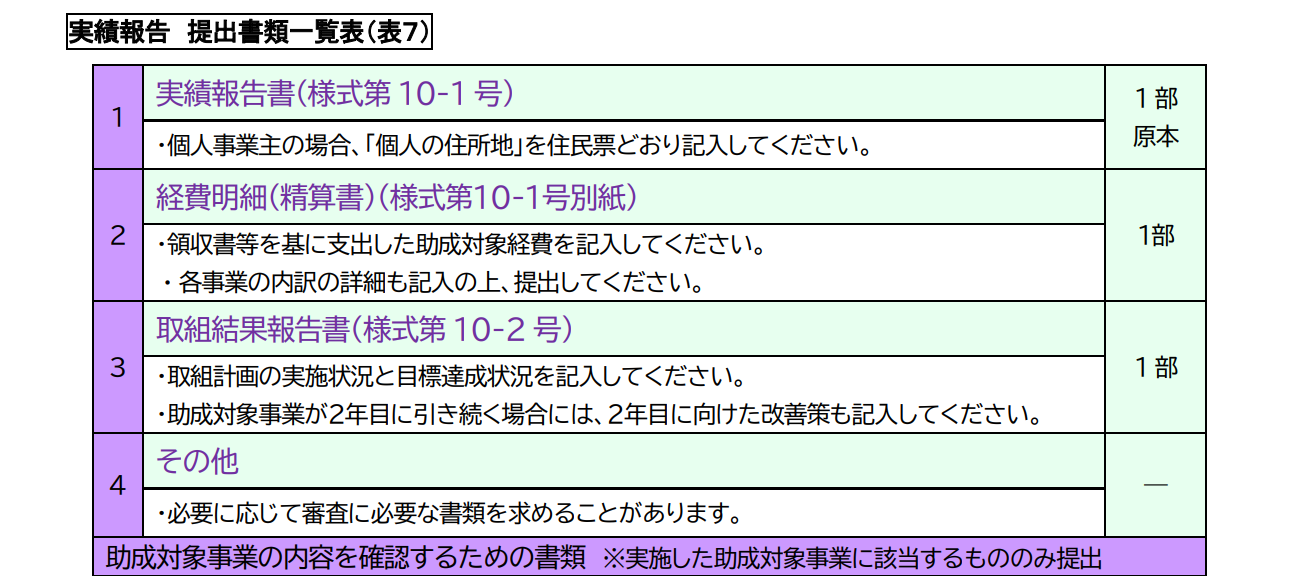 実績報告　提出書類一覧表（表７）
1
実績報告書（様式第 10-1 号）
・個人事業主の場合、「個人の住所地」を住民票どおり記入してください。
１部
原本
2
経費明細（精算書）（様式第10-1号別紙）
・領収書等を基に支出した助成対象経費を記入してください。
・ 各事業の内訳の詳細も記入の上、提出してください。
1部
3
取組結果報告書（様式第 10-2 号）
・取組計画の実施状況と目標達成状況を記入してください。
・助成対象事業が２年目に引き続く場合には、２年目に向けた改善策も記入してください。
１部
4
その他
・必要に応じて審査に必要な書類を求めることがあります。
―
助成対象事業の内容を確認するための書類　※実施した助成対象事業に該当するもののみ提出